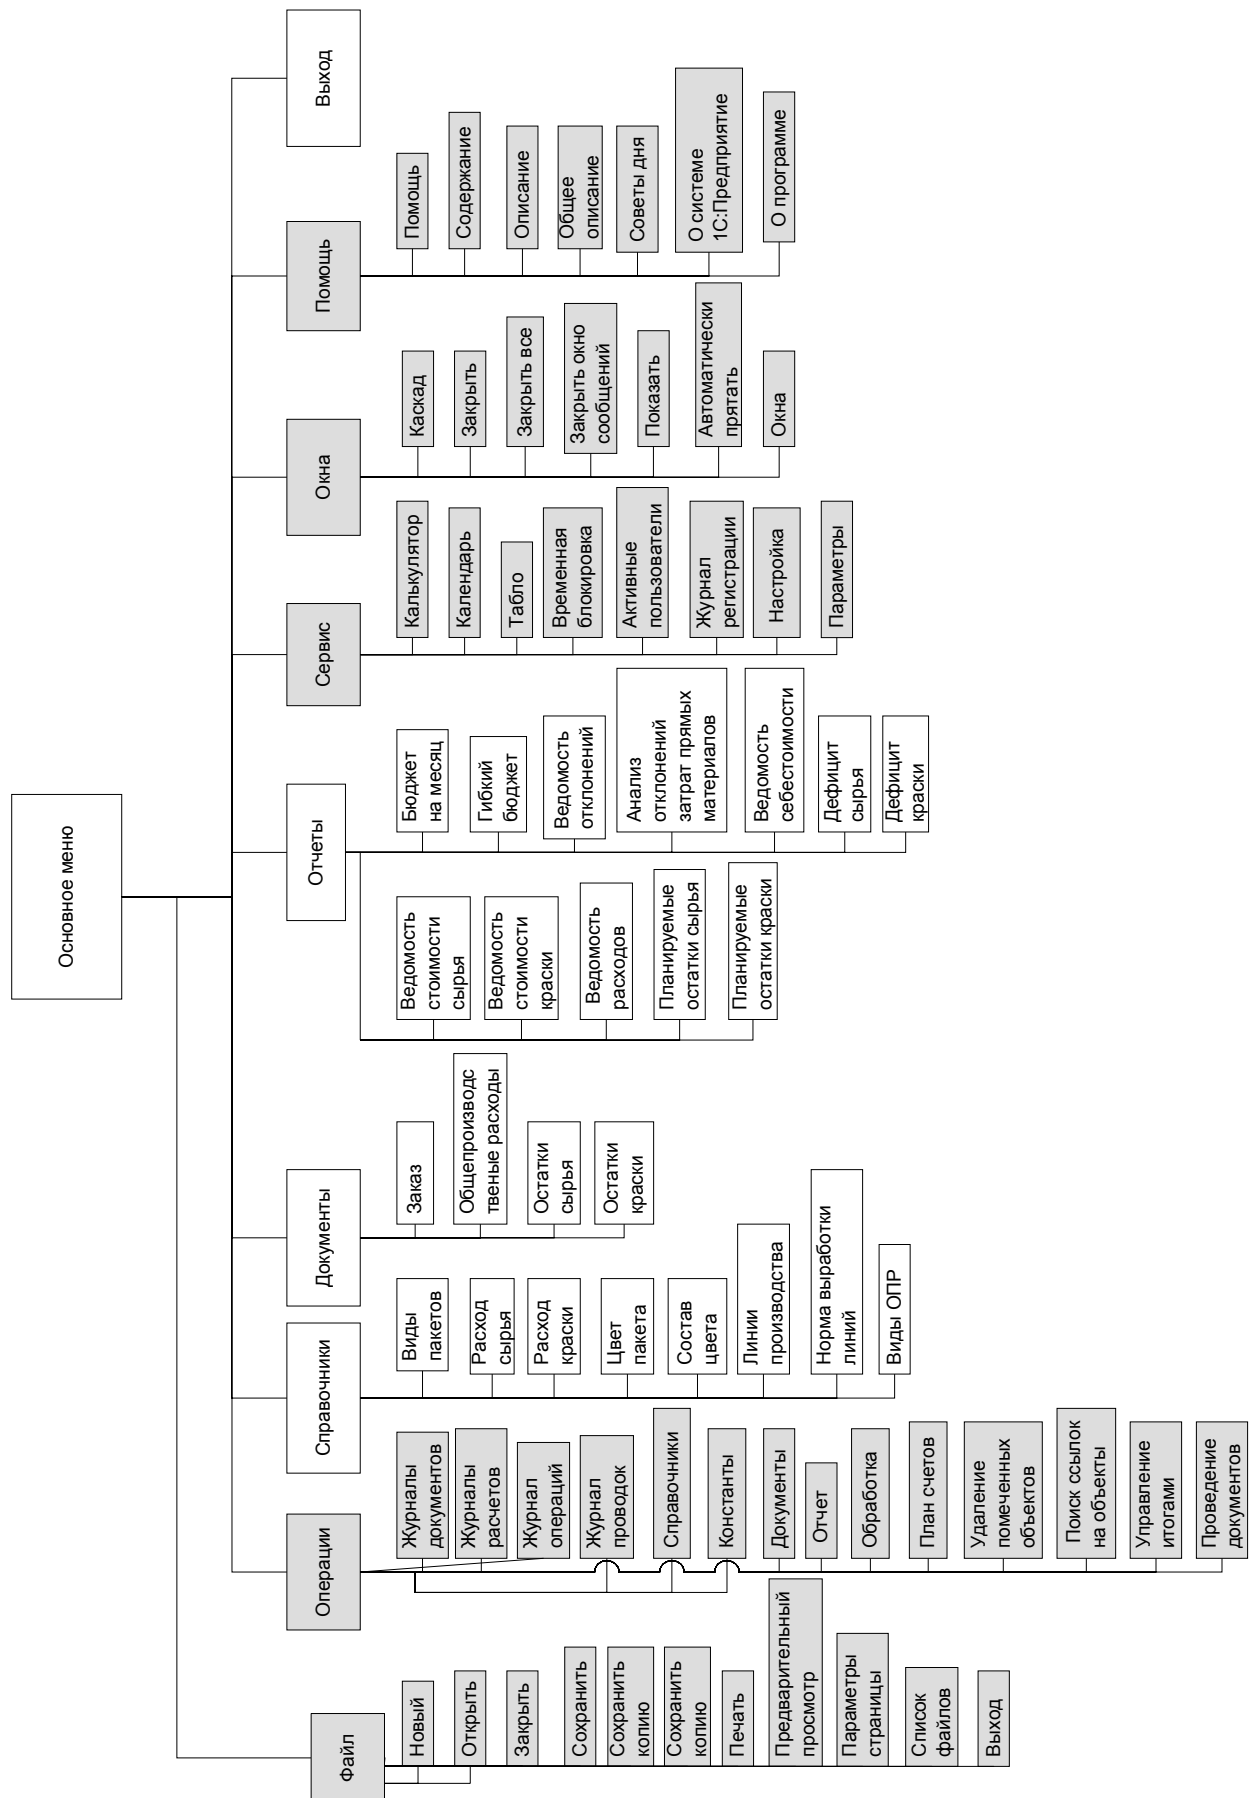 Основное меню
Файл
Новый
Открыть
Закрыть
Сохранить
Сохранить
копию
Сохранить
копию
Печать
Предварительный
просмотр
Параметры
страницы
Список
файлов
Выход
Операции
Журналы
документов
Журналы
расчетов
Журнал
операций
Журнал
проводок
Справочники
Константы
Документы
Отчет
Обработка
План счетов
Удаление
помеченных
объектов
Поиск ссылок
на объекты
Управление
итогами
Проведение
документов
Справочники
Виды
пакетов
Расход
сырья
Расход
краски
Цвет
пакета
Состав
цвета
Линии
производства
Норма выработки
линий
Виды ОПР
Документы
Заказ
Общепроизводс
твеные расходы
Остатки
сырья
Остатки
краски
Отчеты
Ведомость
стоимости
сырья
Ведомость
стоимости
краски
Ведомость
расходов
Планируемые
остатки сырья
Планируемые
остатки краски
Бюджет
на месяц
Гибкий
бюджет
Ведомость
отклонений
Анализ
отклонений
затрат прямых
материалов
Ведомость
себестоимости
Дефицит
сырья
Дефицит
краски
Сервис
Калькулятор
Календарь
Табло
Временная
блокировка
Активные
пользователи
Журнал
регистрации
Настройка
Параметры
Окна
Каскад
Закрыть
Закрыть все
Закрыть окно
сообщений
Показать
Автоматически
прятать
Окна
Помощь
Помощь
Содержание
Описание
Общее
описание
Советы дня
О системе
1С:Предприятие
О программе
Выход